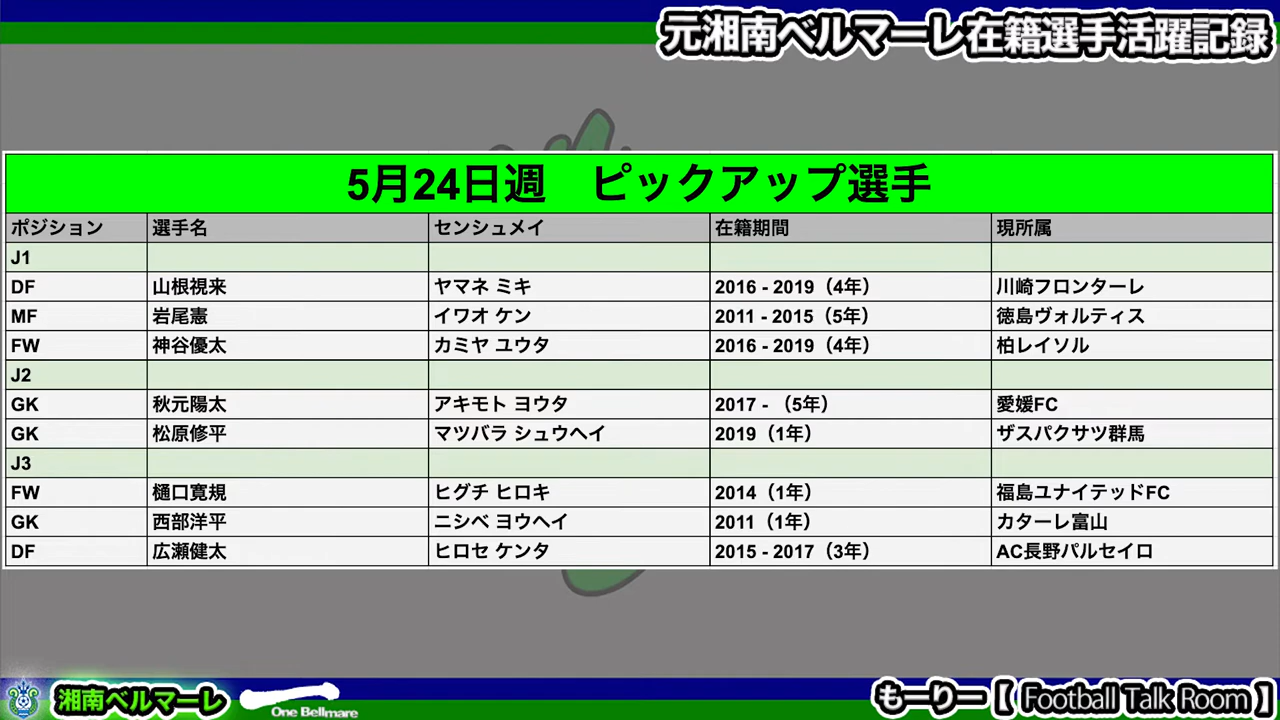 元湘南ベルマーレ在籍選手活躍記録
5月24日週　ピックアップ選手
ポジション 選手名 センシュメイ 在籍期間 現所属
J1
DF 山根視来 ヤマネ ミキ 2016 - 2019（4年） 川崎フロンターレ
MF 岩尾憲 イワオ ケン 2011 - 2015（5年） 徳島ヴォルティス
FW 神谷優太 カミヤ ユウタ 2016 - 2019（4年） 柏レイソル
J2
GK 秋元陽太 アキモト ヨウタ 2017 - （5年） 愛媛FC
GK 松原修平 マツバラ シュウヘイ 2019（1年） ザスパクサツ群馬
J3
FW 樋口寛規 ヒグチ ヒロキ 2014（1年） 福島ユナイテッドFC
GK 西部洋平 ニシベ ヨウヘイ 2011（1年） カターレ富山
DF 広瀬健太 ヒロセ ケンタ 2015 - 2017（3年） AC長野パルセイロ
湘南ベルマーレ
One Bellmare
もーりー【 Football Talk Room 】